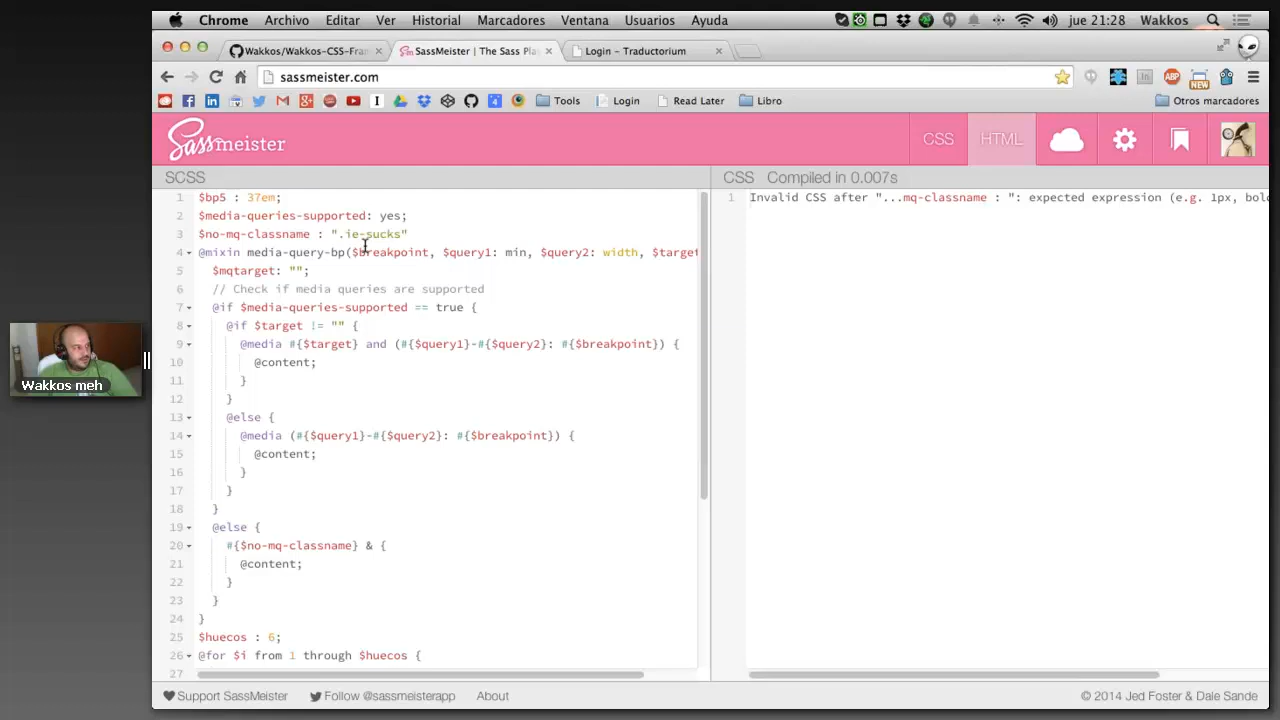 Chrome Archivo Editar Ver Historial Marcadores Ventana Usuarios Ayuda jue 21:28 Wakkos
Wakkos/Wakkos-CSS-Fran SassMeister | The Sass Play Login - Traductorium
sassmeister.com
ABP NEW
Tools Login Read Later Libro Otros marcadores
SassMeister CSS HTML
SCSS CSS Compiled in 0.007s
1 $bp5 : 37em;
2 $media-queries-supported: yes;
3 $no-mq-classname : ".ie-sucks"
4 @mixin media-query-bp($breakpoint, $query1: min, $query2: width, $target
5 $mqtarget: "";
6 // Check if media queries are supported
7 @if $media-queries-supported == true {
8 @if $target != "" {
9 @media #{$target} and (#{$query1}-#{$query2}: #{$breakpoint}) {
10 @content;
11 }
12 }
13 @else {
14 @media (#{$query1}-#{$query2}: #{$breakpoint}) {
15 @content;
16 }
17 }
18 }
19 @else {
20 #{$no-mq-classname} & {
21 @content;
22 }
23 }
24 }
25 $huecos : 6;
26 @for $i from 1 through $huecos {
27
1 Invalid CSS after "...mq-classname : ": expected expression (e.g. 1px, bol
Wakkos meh
Support SassMeister Follow @sassmeisterapp About © 2014 Jed Foster & Dale Sande